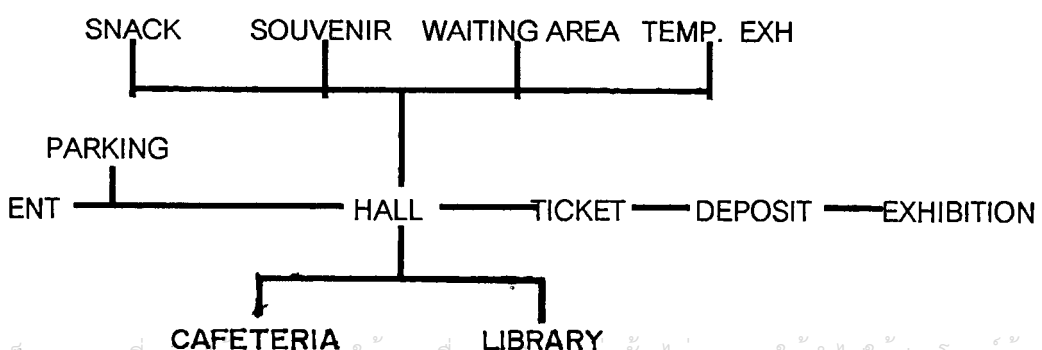 SNACK SOUVENIR WAITING AREA TEMP. EXH
PARKING
ENT HALL TICKET DEPOSIT EXHIBITION
CAFETERIA LIBRARY